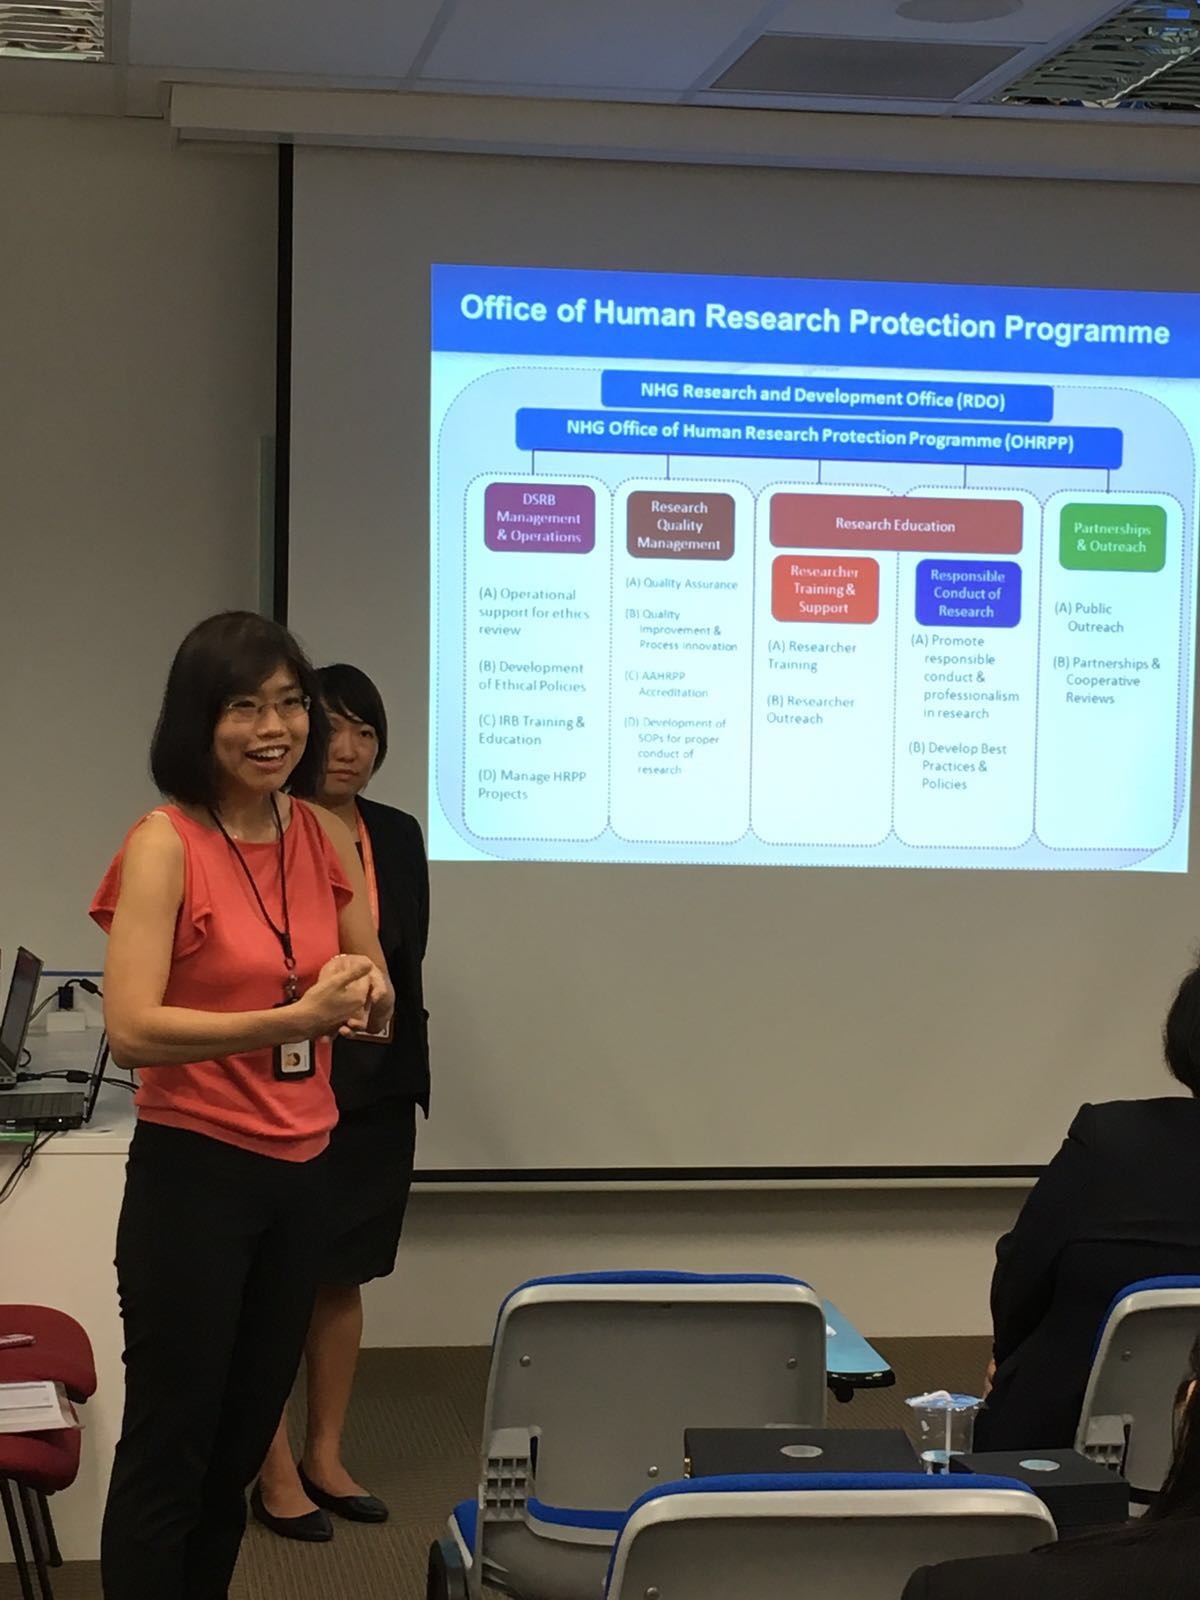 Office of Human Research Protection Programme
NHG Research and Development Office (RDO)
NHG Office of Human Research Protection Programme (OHRPP)
DSRB
Management
& Operations
(A) Operational
support for ethics
review
(B) Development
of Ethical Policies
(C) IRB Training &
Education
(D) Manage HRPP
Projects
Research
Quality
Management
(A) Quality Assurance
(B) Quality
Improvement &
Process Innovation
(C) AAHRPP
Accreditation
(D) Development of
SOPs for proper
conduct of
research
Research Education
Researcher
Training &
Support
(A) Researcher
Training
(B) Researcher
Outreach
Responsible
Conduct of
Research
(A) Promote
responsible
conduct &
professionalism
in research
(B) Develop Best
Practices &
Policies
Partnerships
& Outreach
(A) Public
Outreach
(B) Partnerships &
Cooperative
Reviews